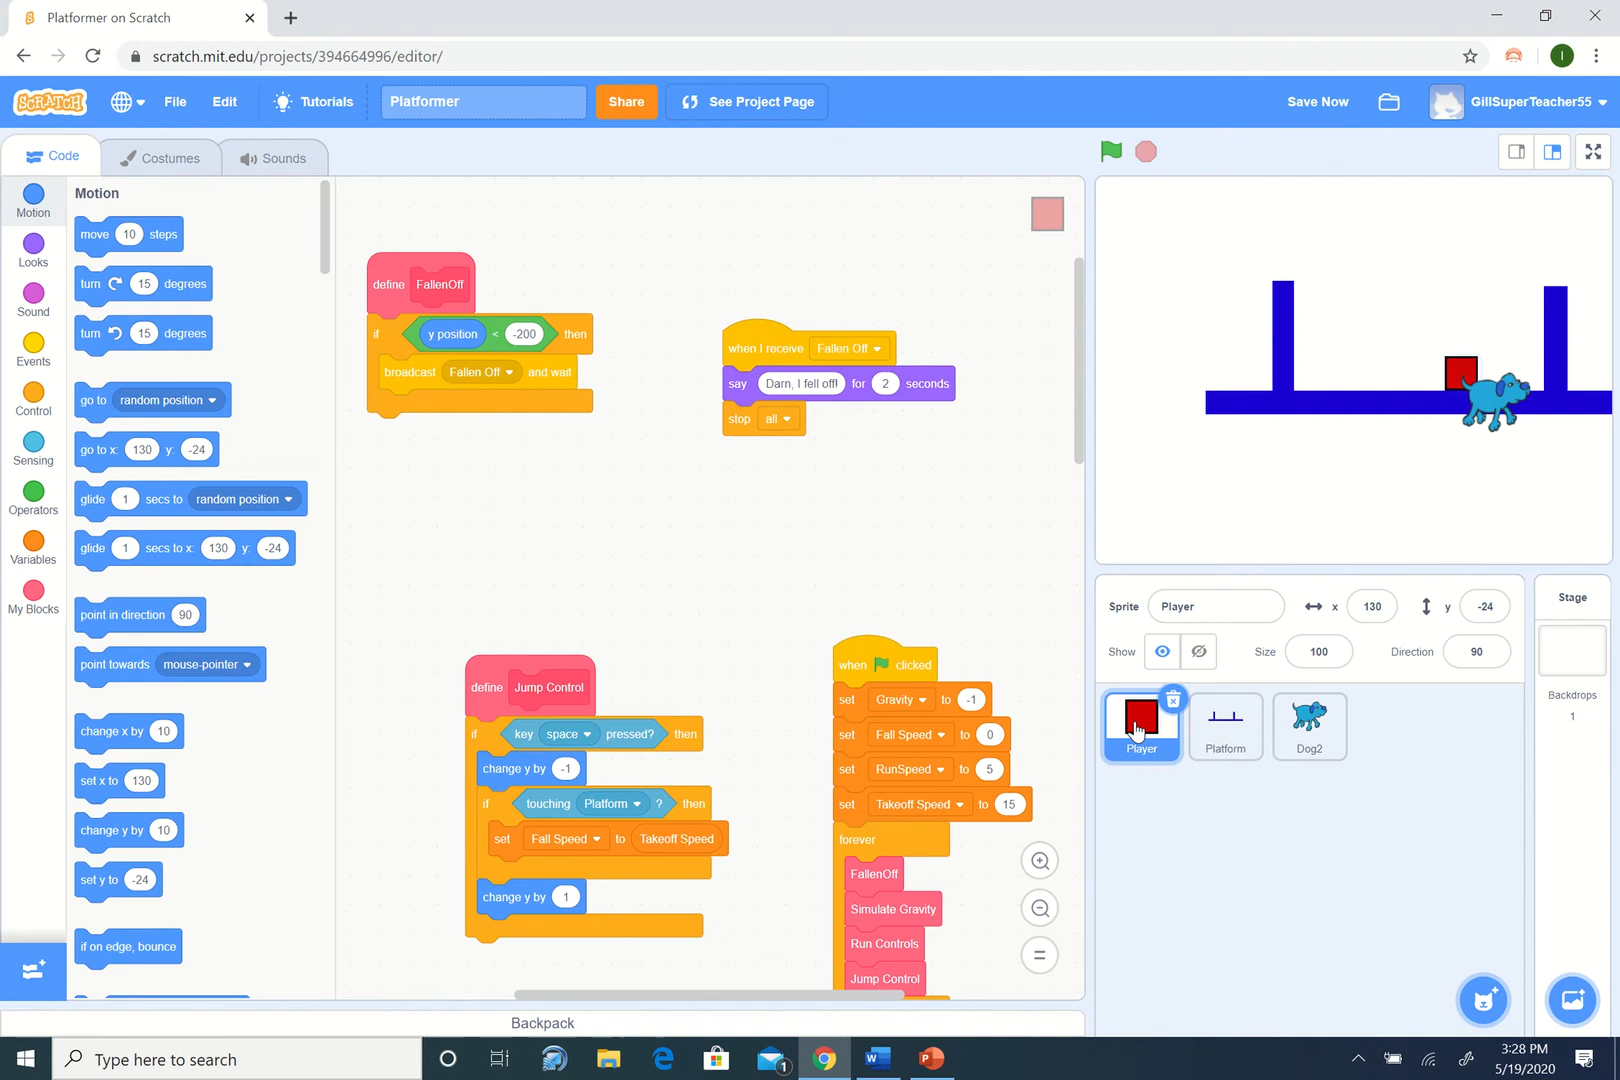 Platformer on Scratch
scratch.mit.edu/projects/394664996/editor/
I
SCRATCH
File
Edit
Tutorials
Platformer
Share
See Project Page
Save Now
GillSuperTeacher55
Code
Costumes
Sounds
Motion
Looks
Sound
Events
Control
Sensing
Operators
Variables
My Blocks
Motion
move 10 steps
turn 15 degrees
turn 15 degrees
go to random position
go to x: 130 y: -24
glide 1 secs to random position
glide 1 secs to x: 130 y: -24
point in direction 90
point towards mouse-pointer
change x by 10
set x to 130
change y by 10
set y to -24
if on edge, bounce
define FallenOff
if y position < -200 then
broadcast Fallen Off and wait
when I receive Fallen Off
say Darn, I fell off! for 2 seconds
stop all
define Jump Control
if key space pressed? then
change y by -1
if touching Platform ? then
set Fall Speed to Takeoff Speed
change y by 1
when clicked
set Gravity to -1
set Fall Speed to 0
set RunSpeed to 5
set Takeoff Speed to 15
forever
FallenOff
Simulate Gravity
Run Controls
Jump Control
Sprite Player x 130 y -24
Show Size 100 Direction 90
Player
Platform
Dog2
Stage
Backdrops
1
Backpack
Type here to search
1
3:28 PM
5/19/2020